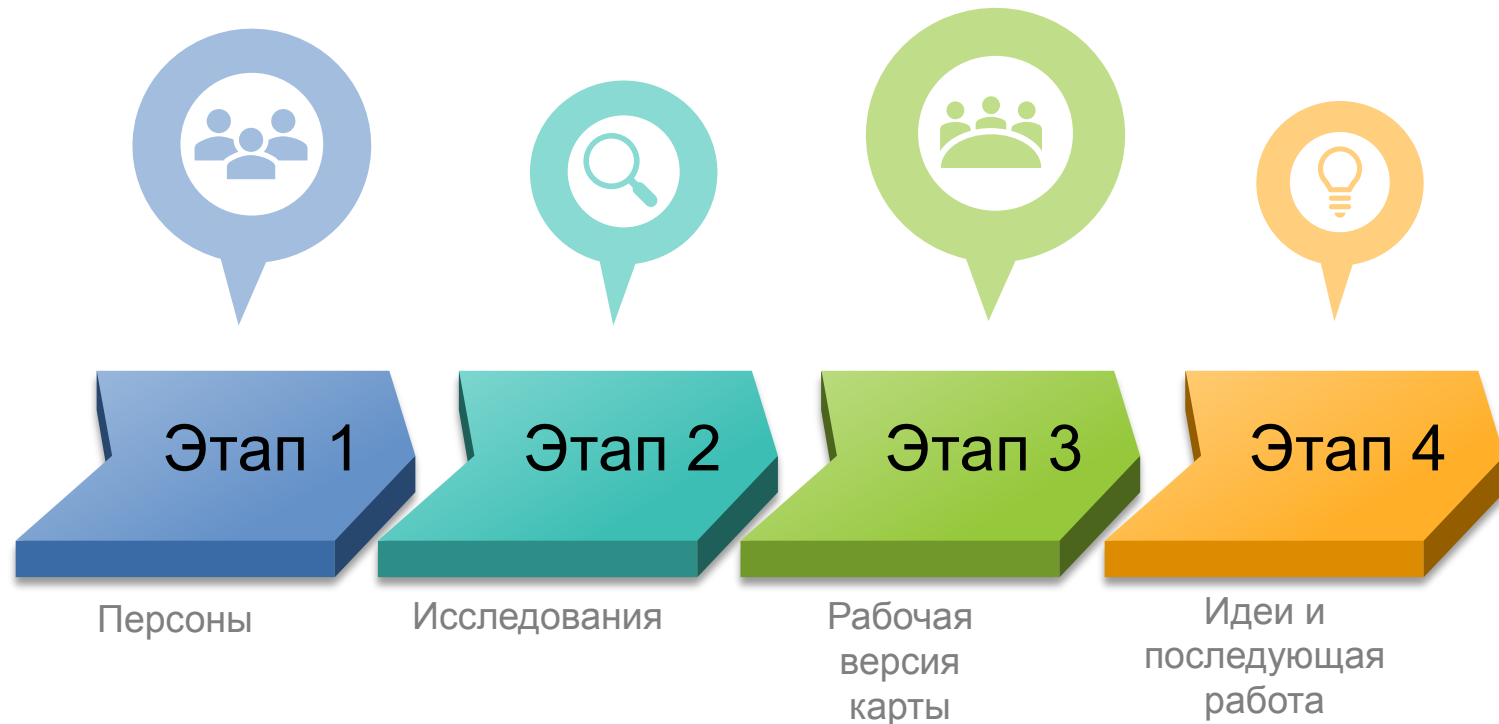 Этап 1
Этап 2
Этап 3
Этап 4
Персоны
Исследования
Рабочая
версия
карты
Идеи и
последующая
работа